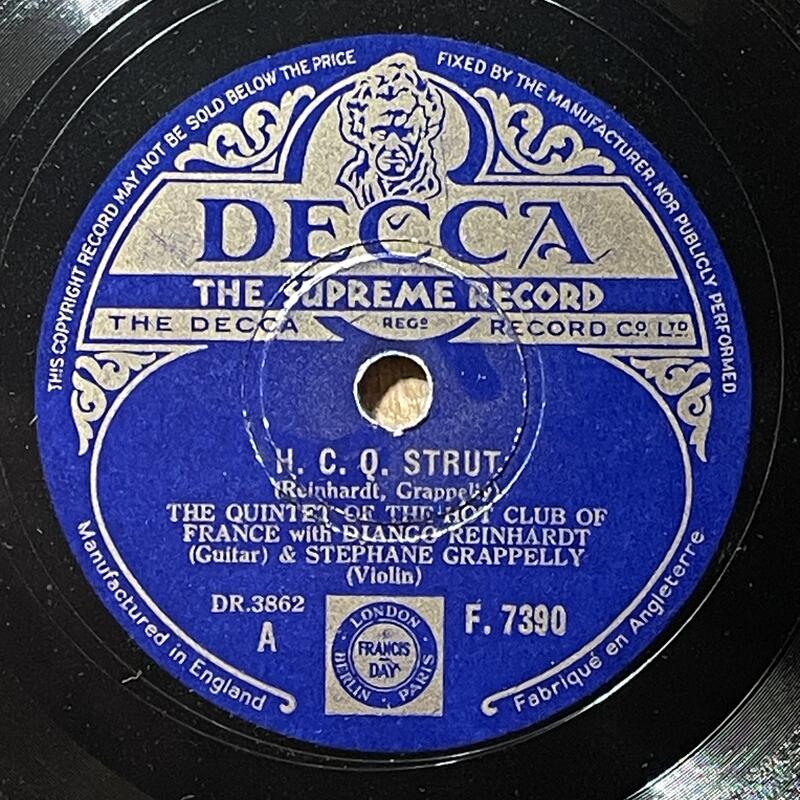 THIS COPYRIGHT RECORD MAY NOT BE SOLD BELOW THE PRICE FIXED BY THE MANUFACTURER, NOR PUBLICLY PERFORMED.
DECCA
THE SUPREME RECORD
THE DECCA REGD RECORD CO. LTD
H. C. Q. STRUT.
(Reinhardt, Grappelly)
THE QUINTET OF THE HOT CLUB OF
FRANCE with DIANGO REINHARDT
(Guitar) & STEPHANE GRAPPELLY
(Violin)
DR.3862
A
F. 7390
LONDON
FRANCIS
DAY
BERLIN PARIS
Manufactured in England
Fabriqué en Angleterre